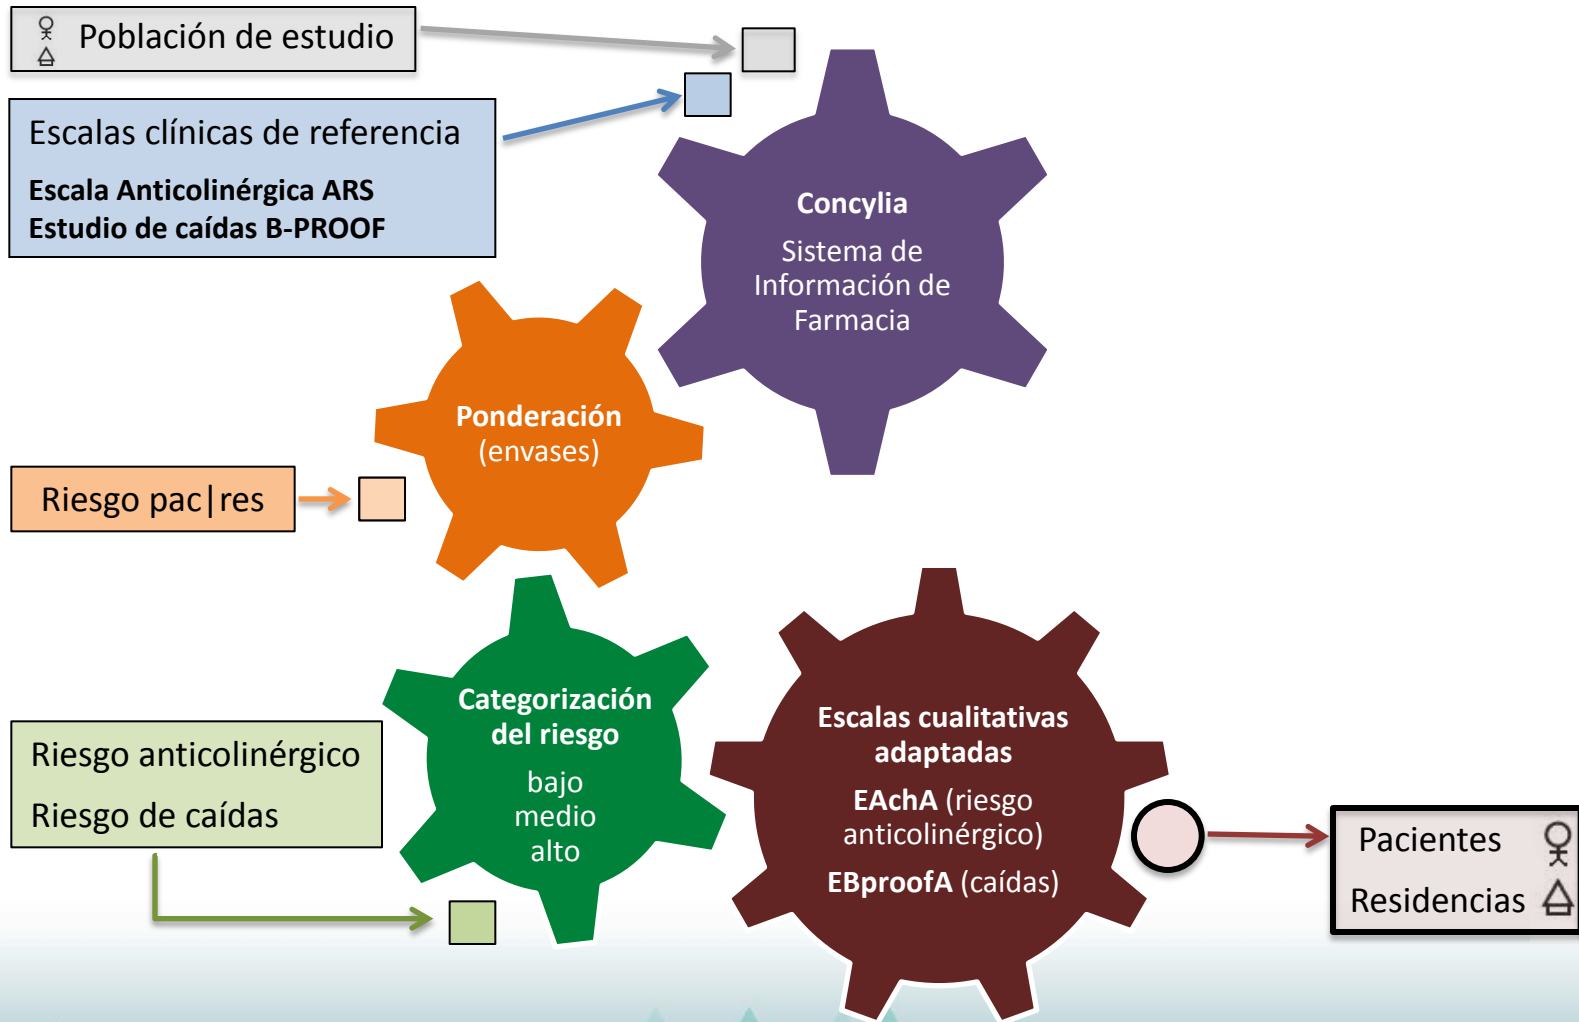 Población de estudio
Escalas clínicas de referencia
Escala Anticolinérgica ARS
Estudio de caídas B-PROOF
Concylia
Sistema de
Información de
Farmacia
Ponderación
(envases)
Riesgo pac|res
Categorización
del riesgo
bajo
medio
alto
Riesgo anticolinérgico
Riesgo de caídas
Escalas cualitativas
adaptadas
EAchA (riesgo
anticolinérgico)
EBproofA (caídas)
Pacientes
Residencias